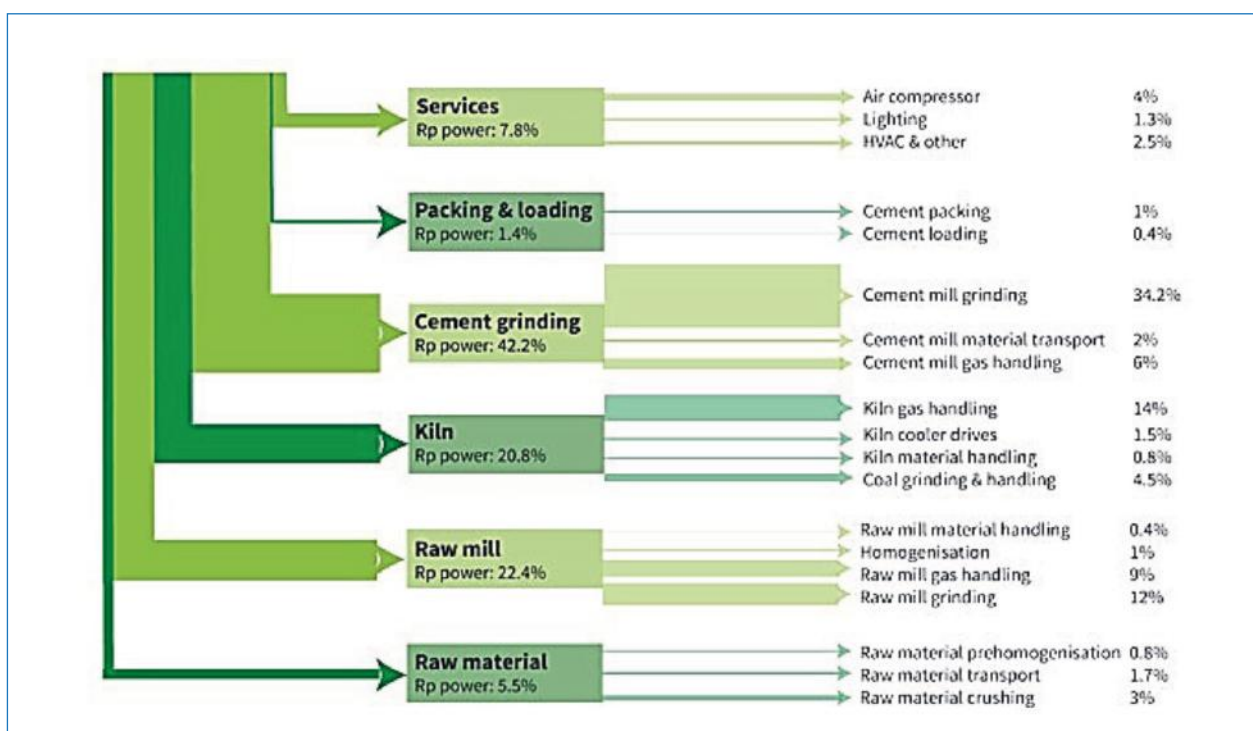 Services
Rp power: 7.8%
Air compressor 4%
Lighting 1.3%
HVAC & other 2.5%
Packing & loading
Rp power: 1.4%
Cement packing 1%
Cement loading 0.4%
Cement grinding
Rp power: 42.2%
Cement mill grinding 34.2%
Cement mill material transport 2%
Cement mill gas handling 6%
Kiln
Rp power: 20.8%
Kiln gas handling 14%
Kiln cooler drives 1.5%
Kiln material handling 0.8%
Coal grinding & handling 4.5%
Raw mill
Rp power: 22.4%
Raw mill material handling 0.4%
Homogenisation 1%
Raw mill gas handling 9%
Raw mill grinding 12%
Raw material
Rp power: 5.5%
Raw material prehomogenisation 0.8%
Raw material transport 1.7%
Raw material crushing 3%